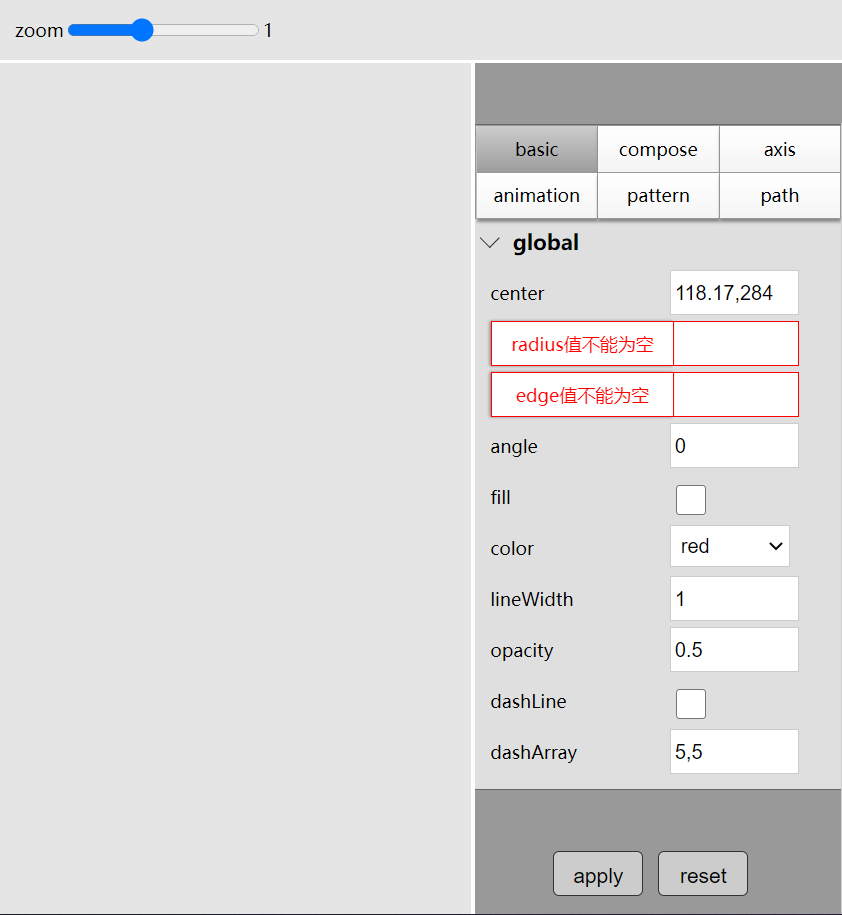 zoom 1
basic compose axis
animation pattern path
global
center 118.17,284
radius值不能为空
edge值不能为空
angle 0
fill
color red
lineWidth 1
opacity 0.5
dashLine
dashArray 5,5
apply reset